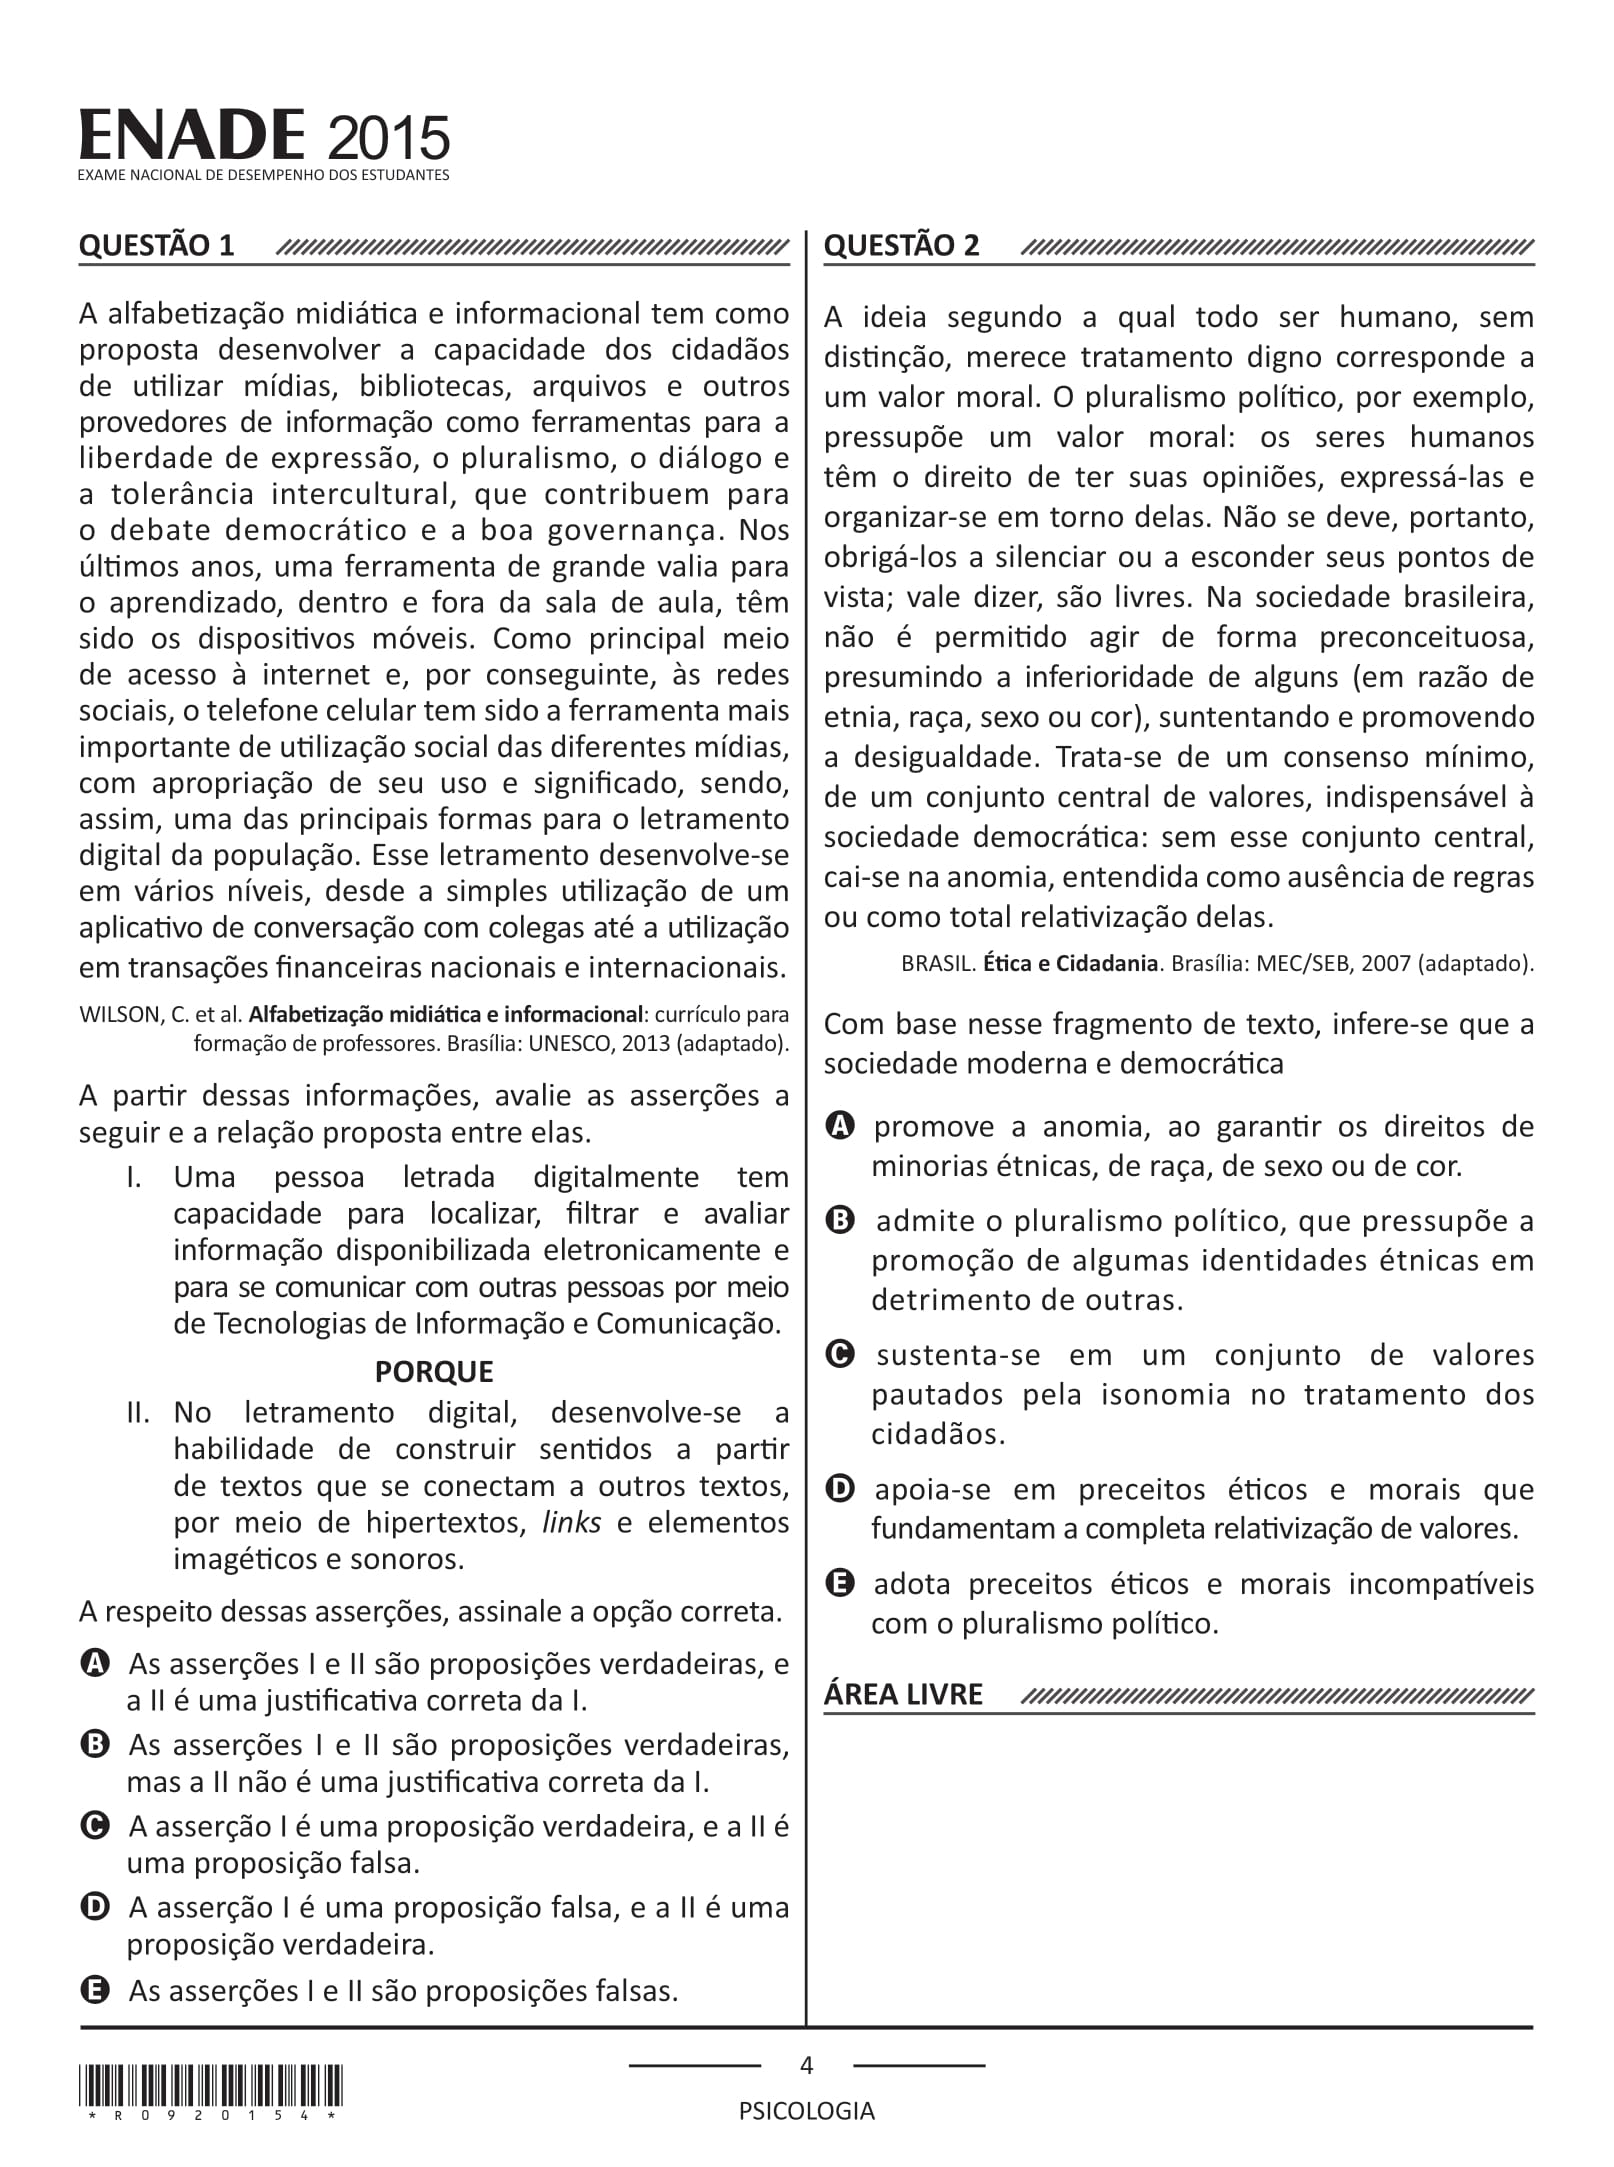 ENADE 2015
EXAME NACIONAL DE DESEMPENHO DOS ESTUDANTES
QUESTÃO 1
A alfabetização midiática e informacional tem como
proposta desenvolver a capacidade dos cidadãos
de utilizar mídias, bibliotecas, arquivos e outros
provedores de informação como ferramentas para a
liberdade de expressão, o pluralismo, o diálogo e
a tolerância intercultural, que contribuem para
o debate democrático e a boa governança. Nos
últimos anos, uma ferramenta de grande valia para
o aprendizado, dentro e fora da sala de aula, têm
sido os dispositivos móveis. Como principal meio
de acesso à internet e, por conseguinte, às redes
sociais, o telefone celular tem sido a ferramenta mais
importante de utilização social das diferentes mídias,
com apropriação de seu uso e significado, sendo,
assim, uma das principais formas para o letramento
digital da população. Esse letramento desenvolve-se
em vários níveis, desde a simples utilização de um
aplicativo de conversação com colegas até a utilização
em transações financeiras nacionais e internacionais.
WILSON, C. et al. Alfabetização midiática e informacional: currículo para
formação de professores. Brasília: UNESCO, 2013 (adaptado).
A partir dessas informações, avalie as asserções a
seguir e a relação proposta entre elas.
I. Uma pessoa letrada digitalmente tem
capacidade para localizar, filtrar e avaliar
informação disponibilizada eletronicamente e
para se comunicar com outras pessoas por meio
de Tecnologias de Informação e Comunicação.
PORQUE
II. No letramento digital, desenvolve-se a
habilidade de construir sentidos a partir
de textos que se conectam a outros textos,
por meio de hipertextos, links e elementos
imagéticos e sonoros.
A respeito dessas asserções, assinale a opção correta.
A As asserções I e II são proposições verdadeiras, e
a II é uma justificativa correta da I.
B As asserções I e II são proposições verdadeiras,
mas a II não é uma justificativa correta da I.
C A asserção I é uma proposição verdadeira, e a II é
uma proposição falsa.
D A asserção I é uma proposição falsa, e a II é uma
proposição verdadeira.
E As asserções I e II são proposições falsas.
QUESTÃO 2
A ideia segundo a qual todo ser humano, sem
distinção, merece tratamento digno corresponde a
um valor moral. O pluralismo político, por exemplo,
pressupõe um valor moral: os seres humanos
têm o direito de ter suas opiniões, expressá-las e
organizar-se em torno delas. Não se deve, portanto,
obrigá-los a silenciar ou a esconder seus pontos de
vista; vale dizer, são livres. Na sociedade brasileira,
não é permitido agir de forma preconceituosa,
presumindo a inferioridade de alguns (em razão de
etnia, raça, sexo ou cor), suntentando e promovendo
a desigualdade. Trata-se de um consenso mínimo,
de um conjunto central de valores, indispensável à
sociedade democrática: sem esse conjunto central,
cai-se na anomia, entendida como ausência de regras
ou como total relativização delas.
BRASIL. Ética e Cidadania. Brasília: MEC/SEB, 2007 (adaptado).
Com base nesse fragmento de texto, infere-se que a
sociedade moderna e democrática
A promove a anomia, ao garantir os direitos de
minorias étnicas, de raça, de sexo ou de cor.
B admite o pluralismo político, que pressupõe a
promoção de algumas identidades étnicas em
detrimento de outras.
C sustenta-se em um conjunto de valores
pautados pela isonomia no tratamento dos
cidadãos.
D apoia-se em preceitos éticos e morais que
fundamentam a completa relativização de valores.
E adota preceitos éticos e morais incompatíveis
com o pluralismo político.
ÁREA LIVRE
*R0920154*
4
PSICOLOGIA